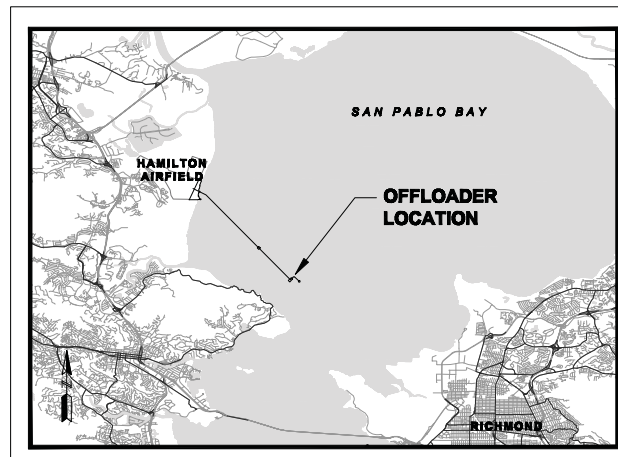 SAN PABLO BAY
HAMILTON
AIRFIELD
OFFLOADER
LOCATION
RICHMOND